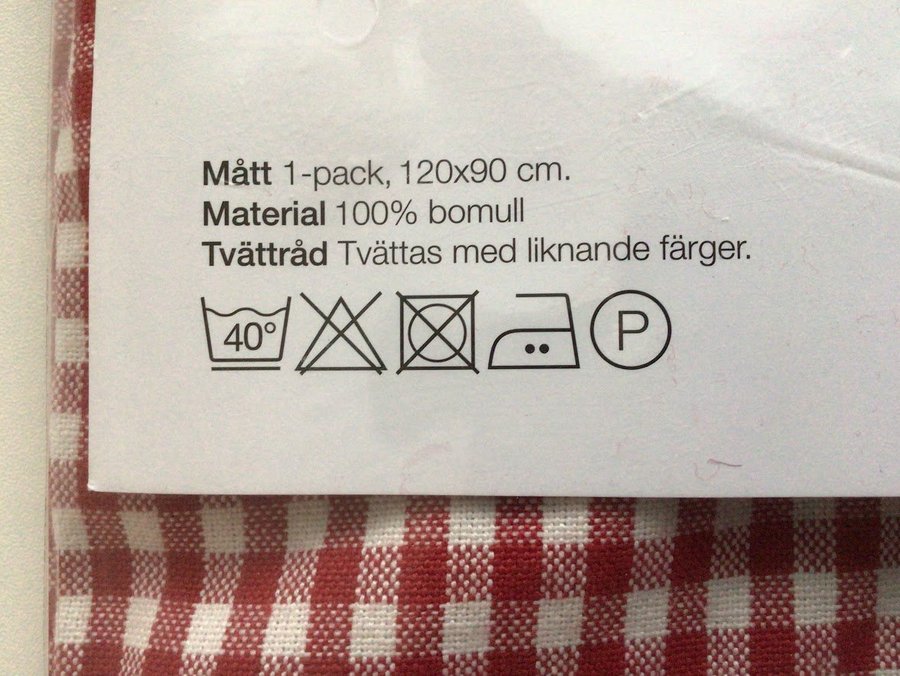 Mått 1-pack, 120x90 cm.
Material 100% bomull
Tvättråd Tvättas med liknande färger.
40° P